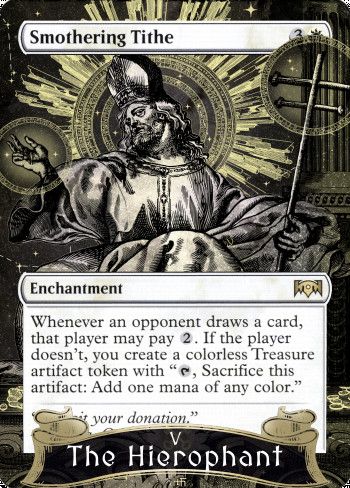 Smothering Tithe
3
Enchantment
Whenever an opponent draws a card,
that player may pay 2. If the player
doesn't, you create a colorless Treasure
artifact token with “, Sacrifice this
artifact: Add one mana of any color.”
it your donation.”
V
The Hierophant